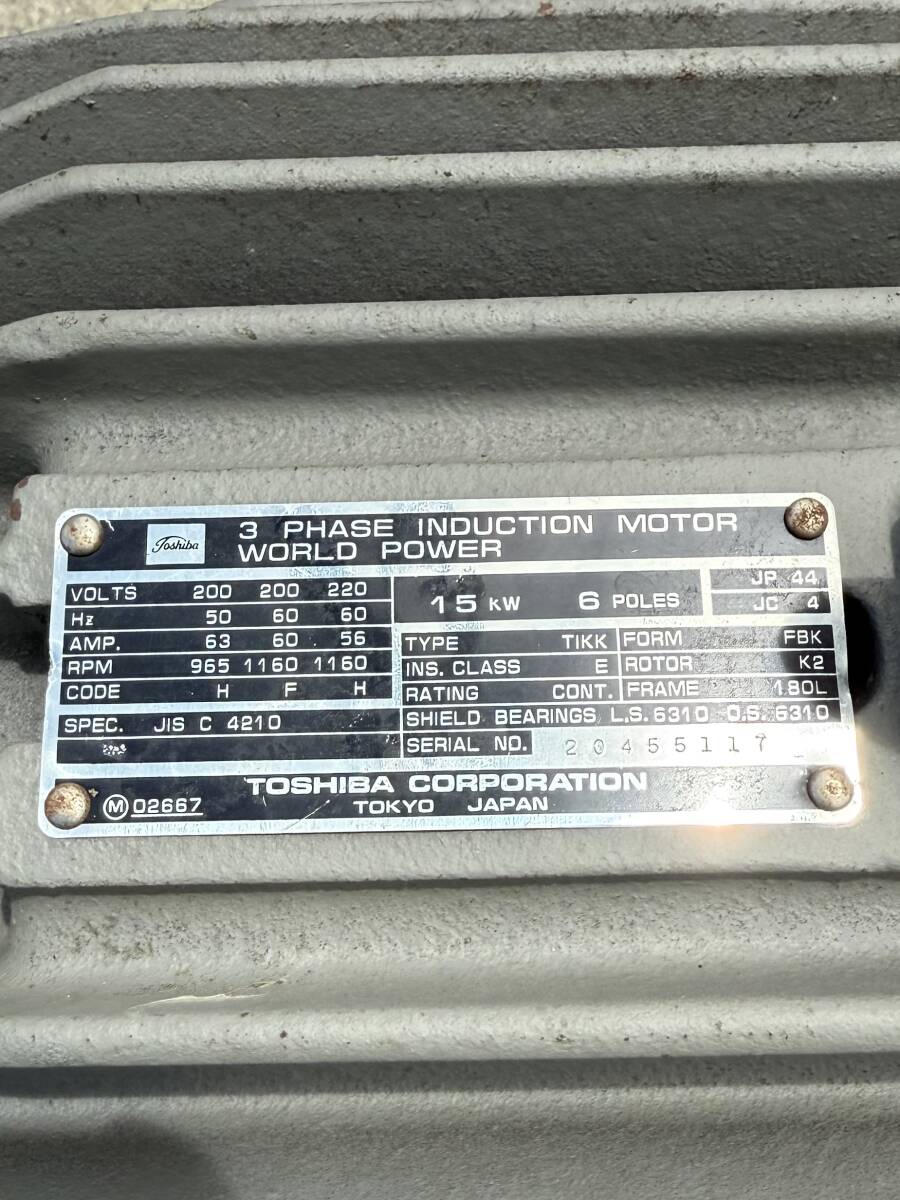 Toshiba
3 PHASE INDUCTION MOTOR
WORLD POWER
VOLTS 200 200 220
Hz 50 60 60
AMP. 63 60 56
RPM 965 1160 1160
CODE H F H
SPEC. JIS C 4210
15 kW 6 POLES
JP 44
JC 4
TYPE TIKK FORM FBK
INS. CLASS E ROTOR K2
RATING CONT. FRAME 180L
SHIELD BEARINGS L.S. 6310 O.S. 6310
SERIAL NO. 20455117
TOSHIBA CORPORATION
M 02667 TOKYO JAPAN